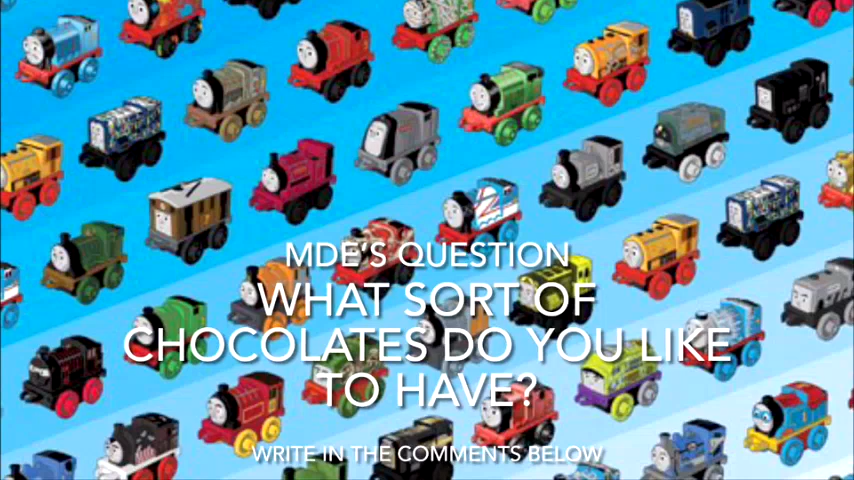 MDE'S QUESTION
WHAT SORT OF
CHOCOLATES DO YOU LIKE
TO HAVE?
WRITE IN THE COMMENTS BELOW